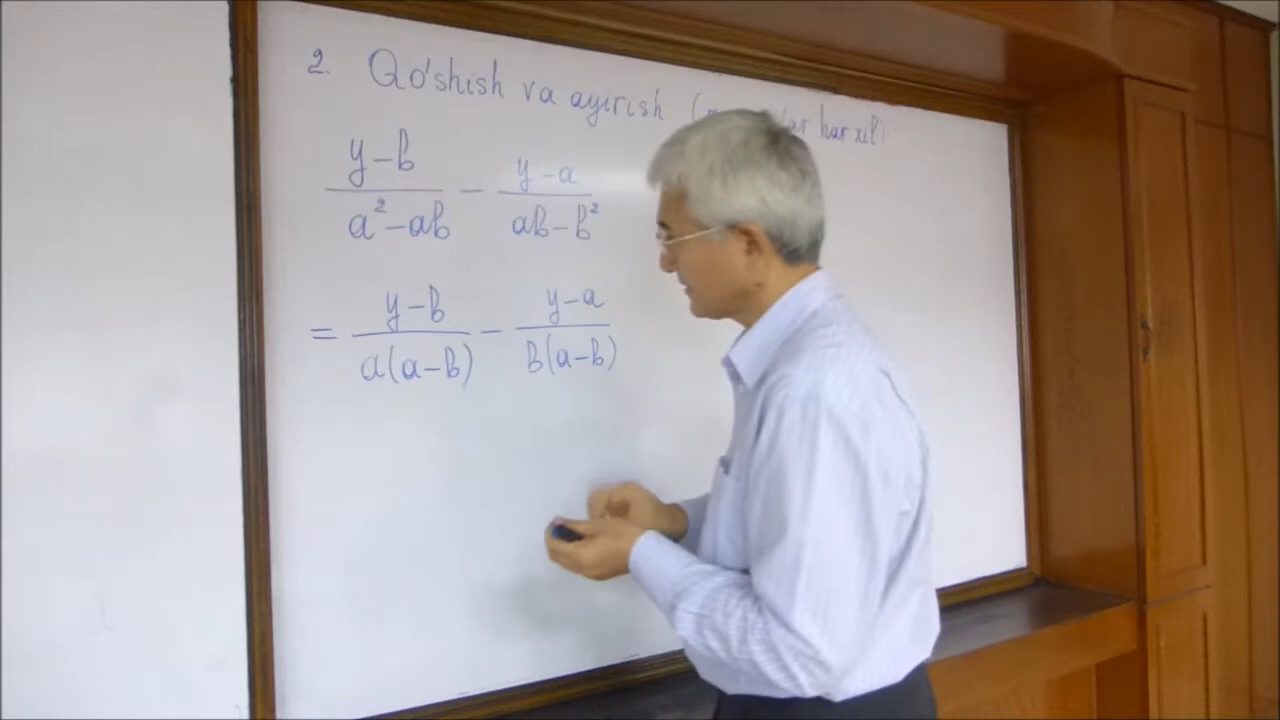 2. Qo'shish va ayirish ( har xil)
y-b / a²-ab - y-a / ab-b²
= y-b / a(a-b) - y-a / b(a-b)